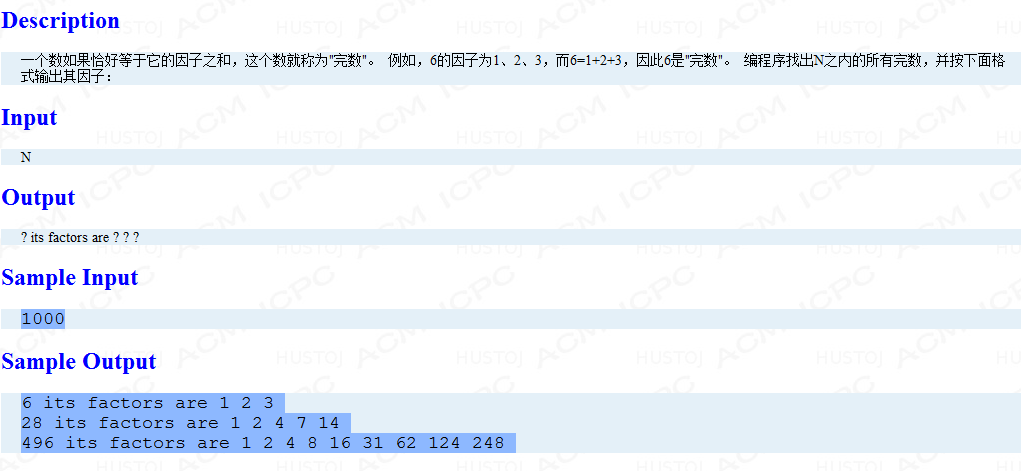 Description
一个数如果恰好等于它的因子之和，这个数就称为"完数"。 例如，6的因子为1、2、3，而6=1+2+3，因此6是"完数"。 编程序找出N之内的所有完数，并按下面格
式输出其因子：
Input
N
Output
? its factors are ? ? ?
Sample Input
1000
Sample Output
6 its factors are 1 2 3
28 its factors are 1 2 4 7 14
496 its factors are 1 2 4 8 16 31 62 124 248
HUSTOJ ACM ICPC